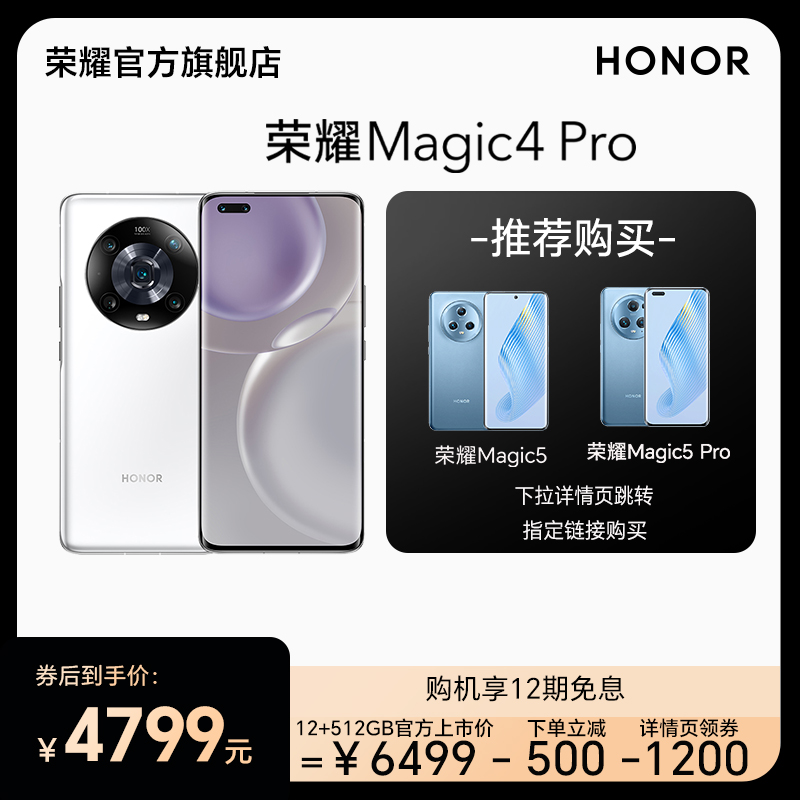 荣耀官方旗舰店
HONOR
荣耀Magic4 Pro
100X
HONOR
-推荐购买-
HONOR
荣耀Magic5
荣耀Magic5 Pro
下拉详情页跳转
指定链接购买
券后到手价:
¥4799元
购机享12期免息
12+512GB官方上市价 下单立减 详情页领券
=¥6499-500-1200